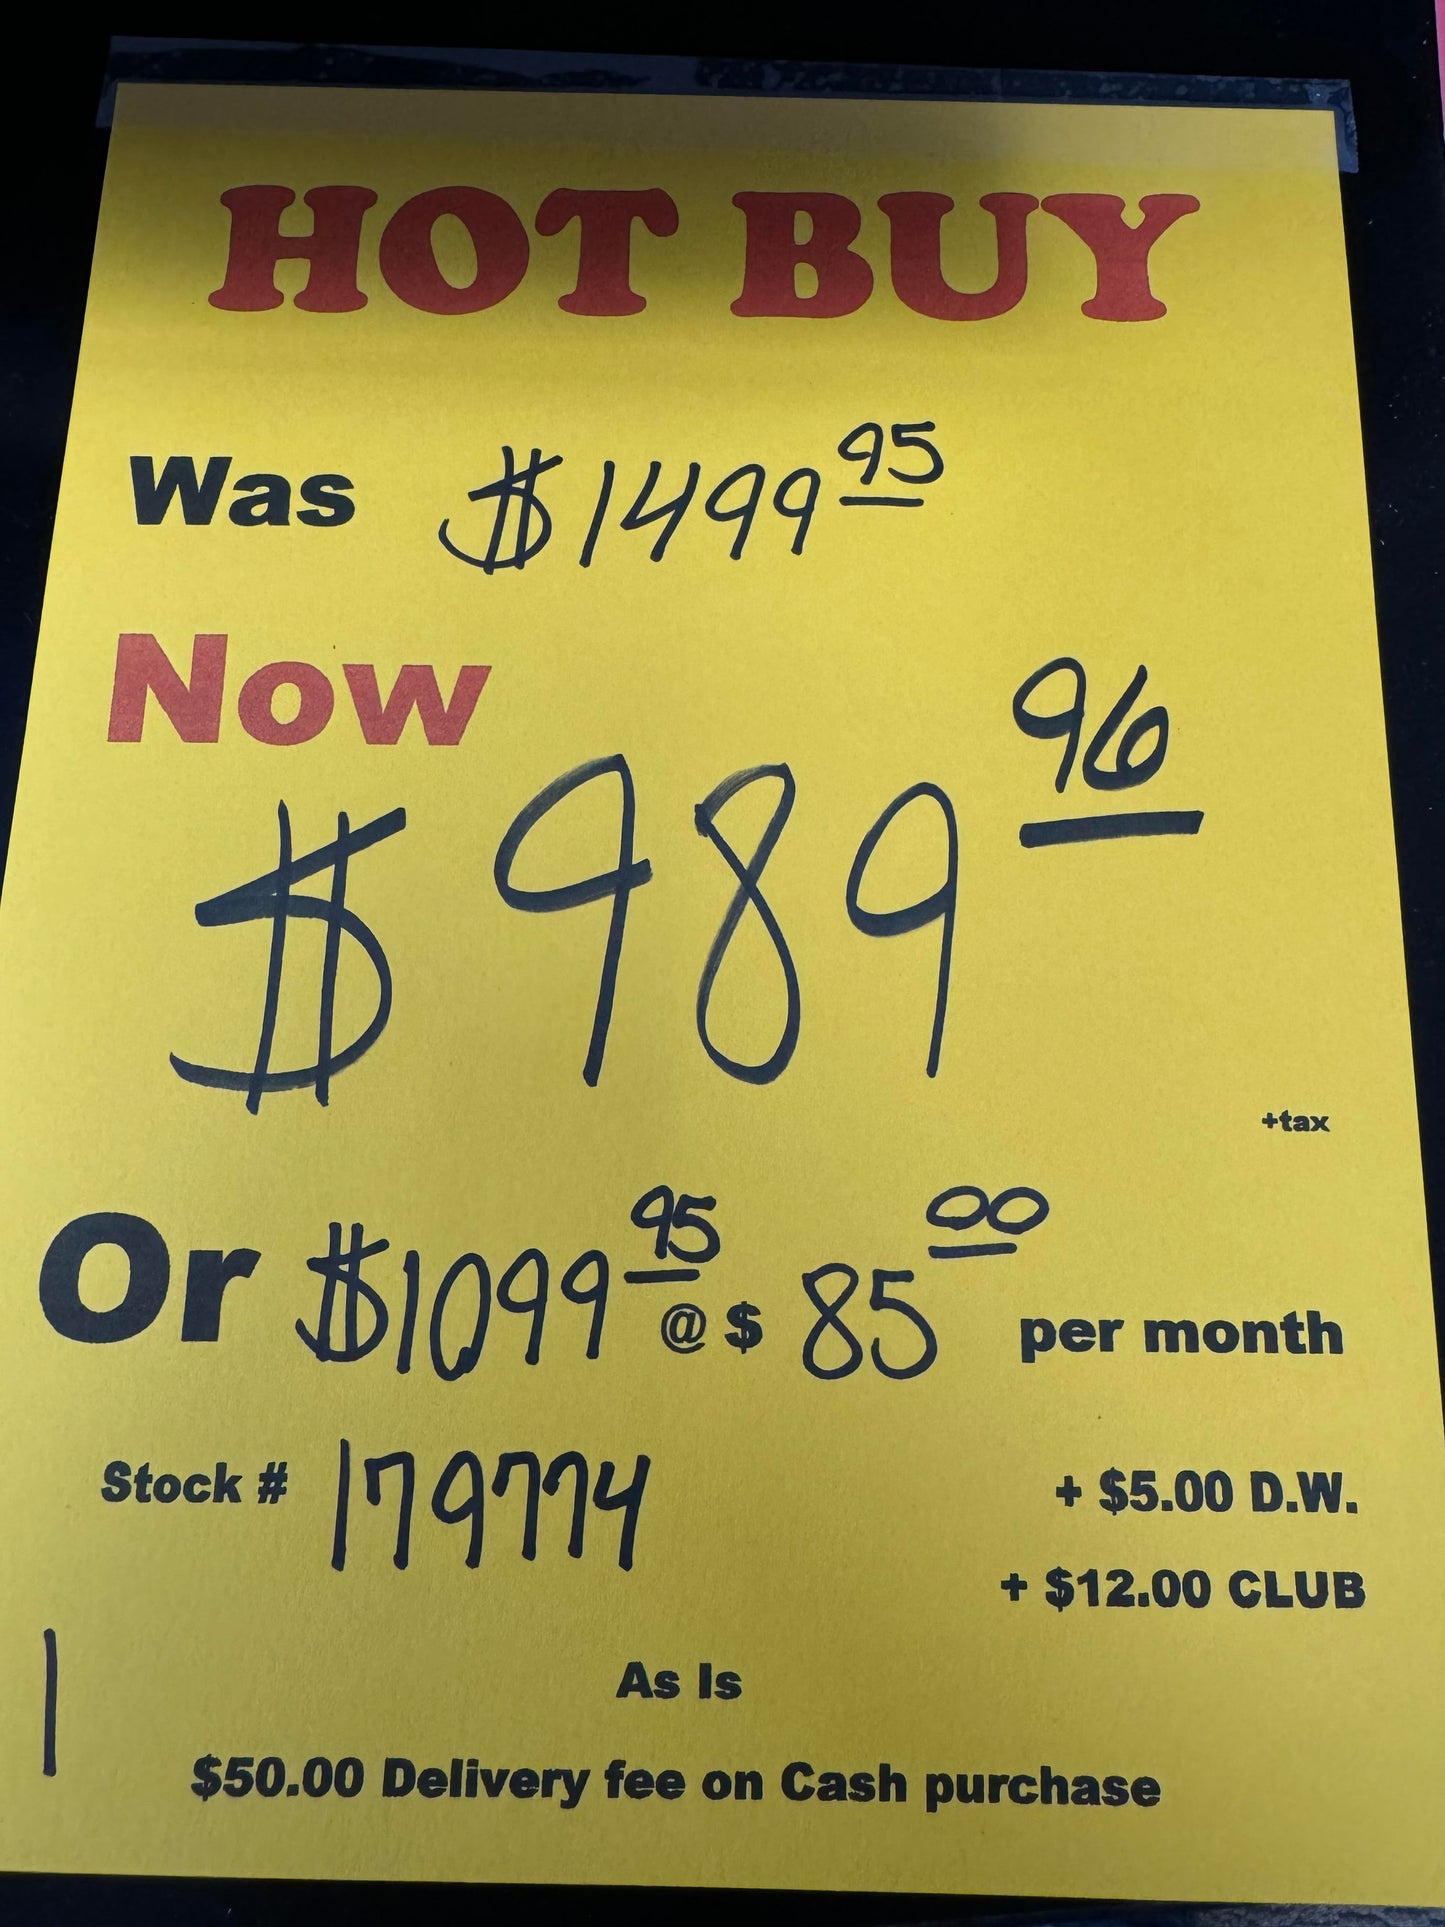 HOT BUY
Was $1499 95
Now
$989 96
+tax
Or $1099 95 @ $ 85 00 per month
Stock # 179774
+ $5.00 D.W.
+ $12.00 CLUB
As Is
$50.00 Delivery fee on Cash purchase